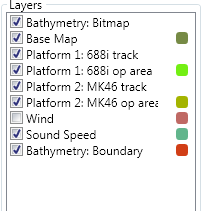 Layers
Bathymetry: Bitmap
Base Map
Platform 1: 688i track
Platform 1: 688i op area
Platform 2: MK46 track
Platform 2: MK46 op area
Wind
Sound Speed
Bathymetry: Boundary